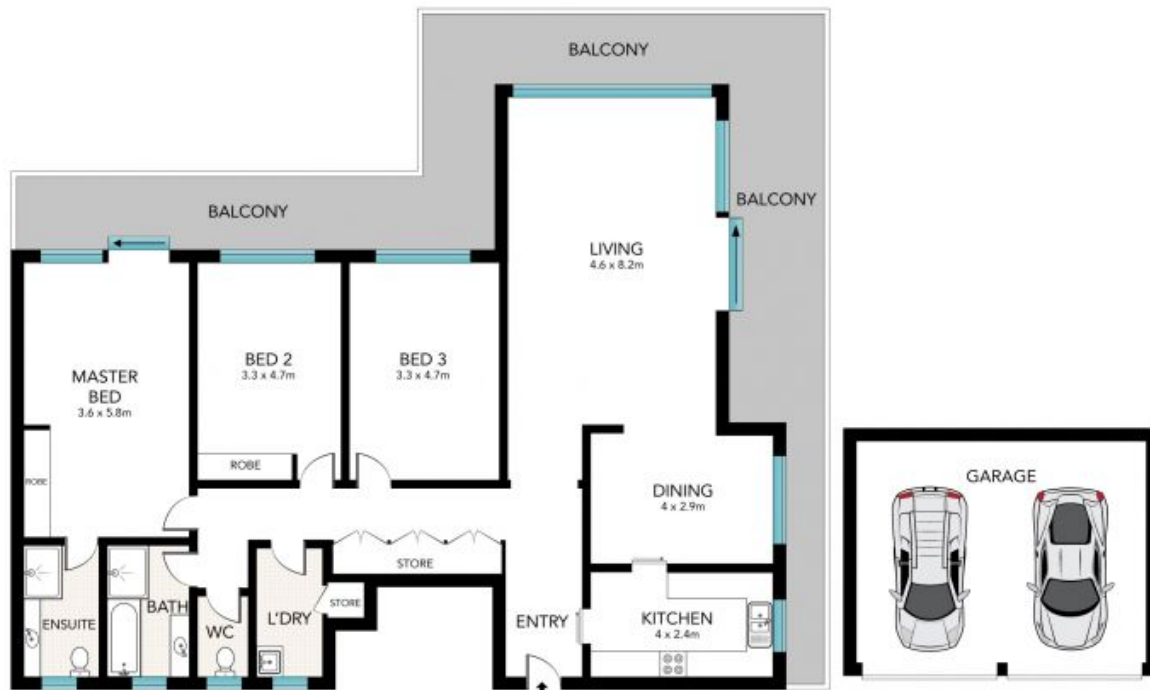 BALCONY
BALCONY
BALCONY
LIVING
4.6 x 8.2m
MASTER
BED
3.6 x 5.8m
BED 2
3.3 x 4.7m
BED 3
3.3 x 4.7m
ROBE
ROBE
DINING
4 x 2.9m
GARAGE
STORE
STORE
ENSUITE
BATH
WC
L'DRY
ENTRY
KITCHEN
4 x 2.4m